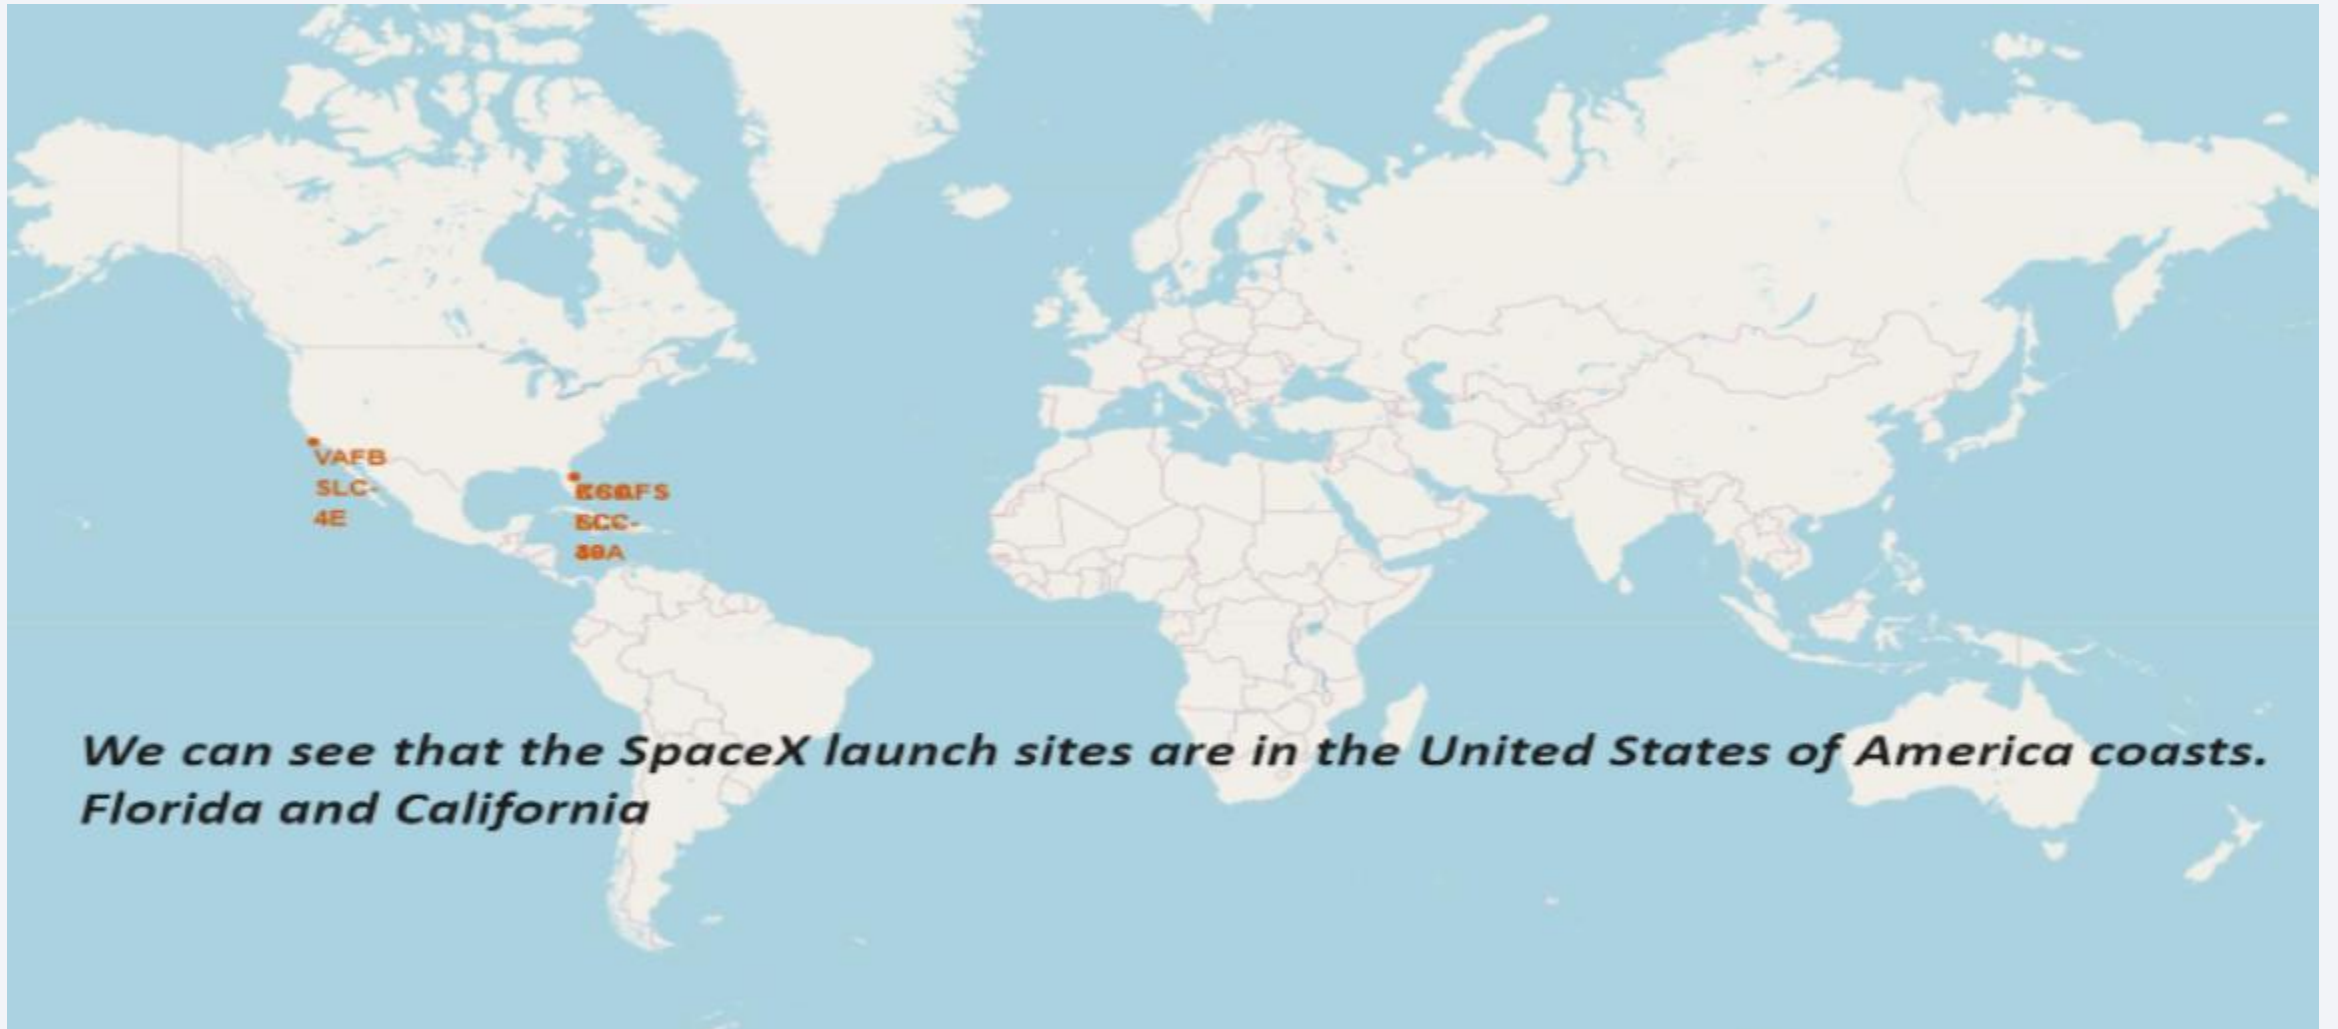 VAFB
SLC-
4E
We can see that the SpaceX launch sites are in the United States of America coasts.
Florida and California